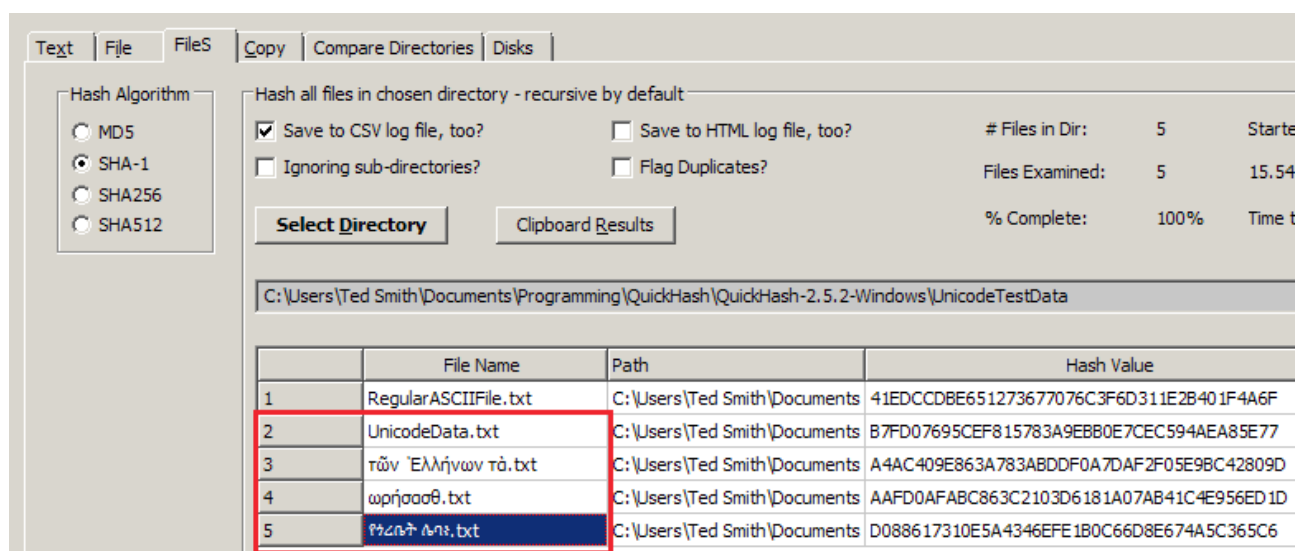 Text File FileS Copy Compare Directories Disks
Hash Algorithm
MD5
SHA-1
SHA256
SHA512
Hash all files in chosen directory - recursive by default
Save to CSV log file, too? Save to HTML log file, too? # Files in Dir: 5 Starte
Ignoring sub-directories? Flag Duplicates? Files Examined: 5 15.54
Select Directory Clipboard Results % Complete: 100% Time t
C:\Users\Ted Smith\Documents\Programming\QuickHash\QuickHash-2.5.2-Windows\UnicodeTestData
File Name Path Hash Value
1 RegularASCIIFile.txt C:\Users\Ted Smith\Documents 41EDCCDBE651273677076C3F6D311E2B401F4A6F
2 UnicodeData.txt C:\Users\Ted Smith\Documents B7FD07695CEF815783A9EBB0E7CEC594AEA85E77
3 τῶν Ἑλλήνων τὰ.txt C:\Users\Ted Smith\Documents A4AC409E863A783ABDDF0A7DAF2F05E9BC42809D
4 ωρήσασθ.txt C:\Users\Ted Smith\Documents AAFD0AFABC863C2103D6181A07AB41C4E956ED1D
5 .txt C:\Users\Ted Smith\Documents D088617310E5A4346EFE1B0C66D8E674A5C365C6